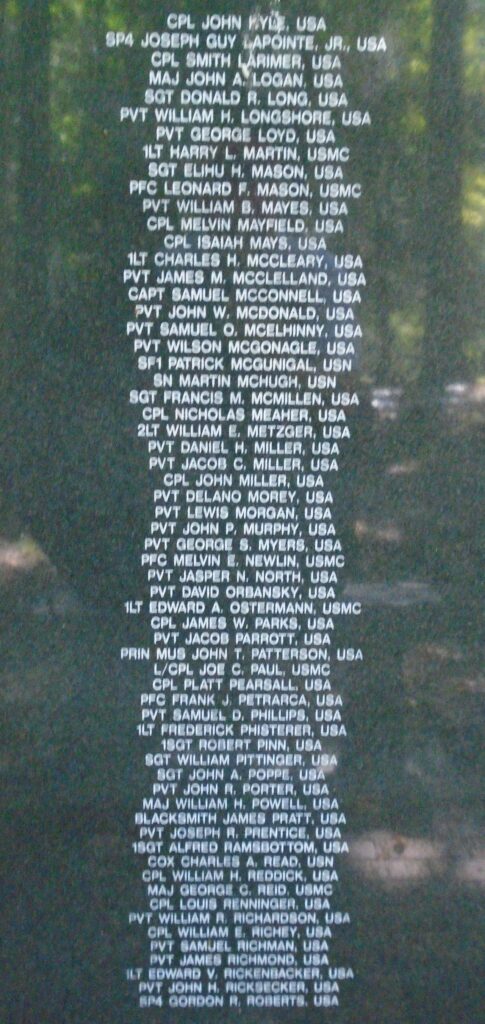 CPL JOHN KYLE, USA
SP4 JOSEPH GUY LAPOINTE, JR., USA
CPL SMITH LARIMER, USA
MAJ JOHN A. LOGAN, USA
SGT DONALD R. LONG, USA
PVT WILLIAM H. LONGSHORE, USA
PVT GEORGE LOYD, USA
1LT HARRY L. MARTIN, USMC
SGT ELIHU H. MASON, USA
PFC LEONARD F. MASON, USMC
PVT WILLIAM B. MAYES, USA
CPL MELVIN MAYFIELD, USA
CPL ISAIAH MAYS, USA
1LT CHARLES H. MCCLEARY, USA
PVT JAMES M. MCCLELLAND, USA
CAPT SAMUEL MCCONNELL, USA
PVT JOHN W. MCDONALD, USA
PVT SAMUEL O. MCELHINNY, USA
PVT WILSON MCGONAGLE, USA
SF1 PATRICK MCGUNIGAL, USN
SN MARTIN MCHUGH, USN
SGT FRANCIS M. MCMILLEN, USA
CPL NICHOLAS MEAHER, USA
2LT WILLIAM E. METZGER, USA
PVT DANIEL H. MILLER, USA
PVT JACOB C. MILLER, USA
CPL JOHN MILLER, USA
PVT DELANO MOREY, USA
PVT LEWIS MORGAN, USA
PVT JOHN P. MURPHY, USA
PVT GEORGE S. MYERS, USA
PFC MELVIN E. NEWLIN, USMC
PVT JASPER N. NORTH, USA
PVT DAVID ORBANSKY, USA
1LT EDWARD A. OSTERMANN, USMC
CPL JAMES W. PARKS, USA
PVT JACOB PARROTT, USA
PRIN MUS JOHN T. PATTERSON, USA
L/CPL JOE C. PAUL, USMC
CPL PLATT PEARSALL, USA
PFC FRANK J. PETRARCA, USA
PVT SAMUEL D. PHILLIPS, USA
1LT FREDERICK PHISTERER, USA
1SGT ROBERT PINN, USA
SGT WILLIAM PITTINGER, USA
SGT JOHN A. POPPE, USA
PVT JOHN R. PORTER, USA
MAJ WILLIAM H. POWELL, USA
BLACKSMITH JAMES PRATT, USA
PVT JOSEPH R. PRENTICE, USA
1SGT ALFRED RAMSBOTTOM, USA
COX CHARLES A. READ, USN
CPL WILLIAM H. REDDICK, USA
MAJ GEORGE C. REID, USMC
CPL LOUIS RENNINGER, USA
PVT WILLIAM R. RICHARDSON, USA
CPL WILLIAM E. RICHEY, USA
PVT SAMUEL RICHMAN, USA
PVT JAMES RICHMOND, USA
1LT EDWARD V. RICKENBACKER, USA
PVT JOHN H. RICKSECKER, USA
SP4 GORDON R. ROBERTS, USA